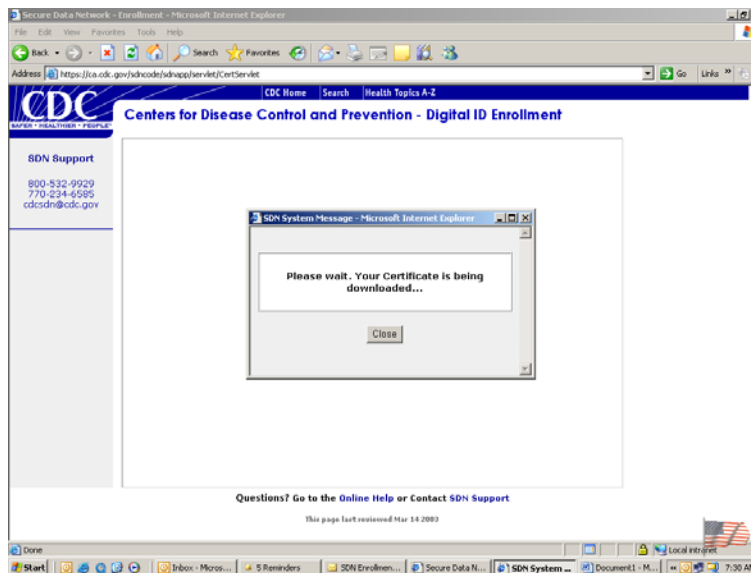 Secure Data Network - Enrollment - Microsoft Internet Explorer
File Edit View Favorites Tools Help
Back Search Favorites
Address https://ca.cdc.gov/sdncode/sdnapp/servlet/CertServlet Go Links »
CDC Home Search Health Topics A-Z
CDC
SAFER • HEALTHIER • PEOPLE™
Centers for Disease Control and Prevention - Digital ID Enrollment
SDN Support
800-532-9929
770-234-6585
cdcsdn@cdc.gov
SDN System Message - Microsoft Internet Explorer
Please wait. Your Certificate is being
downloaded...
Close
Questions? Go to the Online Help or Contact SDN Support
This page last reviewed Mar 14 2003
Done Local intranet
Start Inbox - Micros... 5 Reminders SDN Enrollmen... Secure Data N... SDN System ... Document1 - M... « 7:30 AM